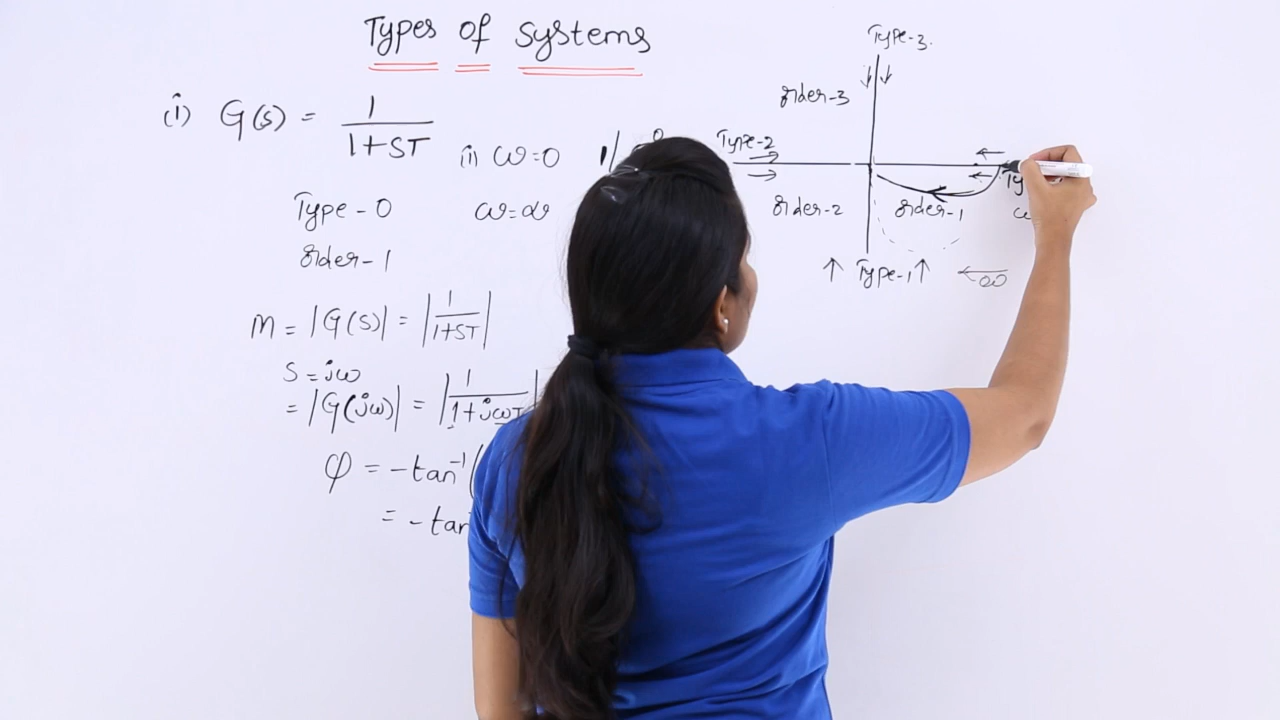 Types of Systems
(i) G(s) = 1 / 1+ST
Type-0
order-1
M = |G(S)| = |1 / 1+ST|
S = jω
= |G(jω)| = |1 / 1+jωT|
φ = -tan⁻¹(
= -tan
i) ω=0
ω=∞
Type-3.
order-3
Type-2
order-2
order-1
↑ Type-1 ↑
← ∞